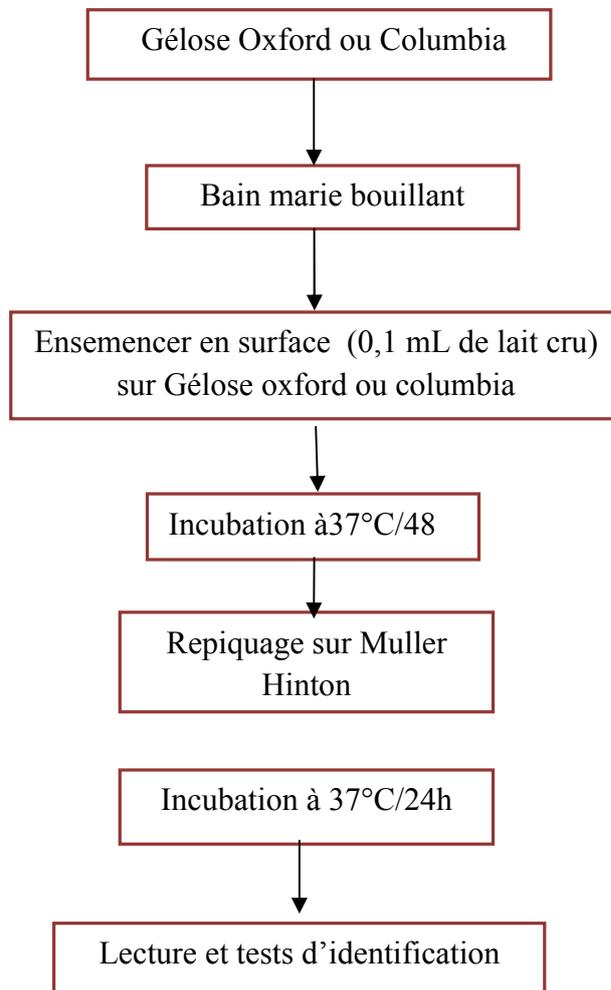 Gélose Oxford ou Columbia
Bain marie bouillant
Ensemencer en surface (0,1 mL de lait cru)
sur Gélose oxford ou columbia
Incubation à37°C/48
Repiquage sur Muller
Hinton
Incubation à 37°C/24h
Lecture et tests d’identification